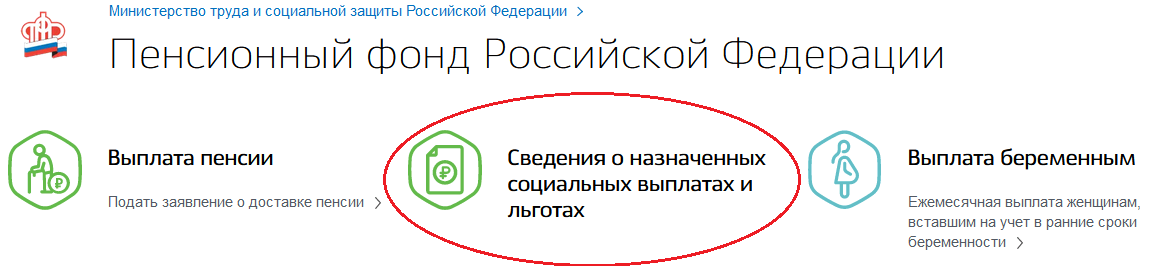 Министерство труда и социальной защиты Российской Федерации
Пенсионный фонд Российской Федерации
Выплата пенсии
Подать заявление о доставке пенсии
Сведения о назначенных
социальных выплатах и
льготах
Выплата беременным
Ежемесячная выплата женщинам,
вставшим на учет в ранние сроки
беременности